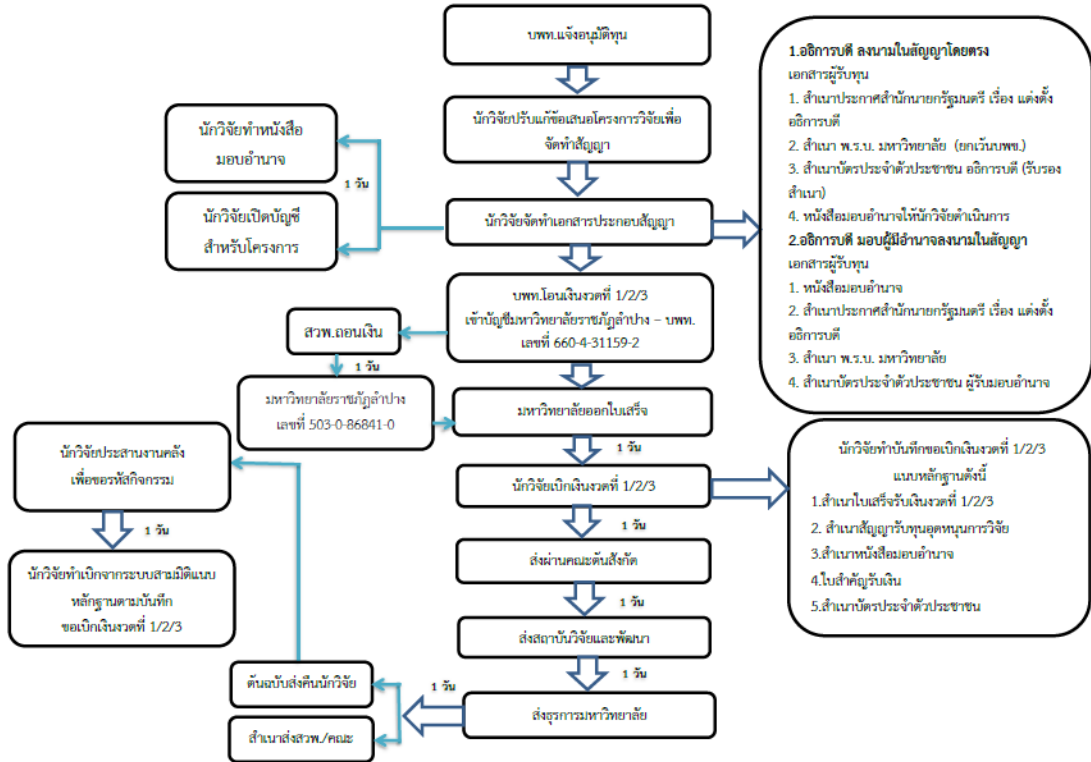 บพท.แจ้งอนุมัติทุน
นักวิจัยปรับแก้ข้อเสนอโครงการวิจัยเพื่อ
จัดทำสัญญา
นักวิจัยทำหนังสือ
มอบอำนาจ
1 วัน
นักวิจัยเปิดบัญชี
สำหรับโครงการ
นักวิจัยจัดทำเอกสารประกอบสัญญา
1.อธิการบดี ลงนามในสัญญาโดยตรง
เอกสารผู้รับทุน
1. สำเนาประกาศสำนักนายกรัฐมนตรี เรื่อง แต่งตั้ง
อธิการบดี
2. สำเนา พ.ร.บ. มหาวิทยาลัย (ยกเว้นบพข.)
3. สำเนาบัตรประจำตัวประชาชน อธิการบดี (รับรอง
สำเนา)
4. หนังสือมอบอำนาจให้นักวิจัยดำเนินการ
2.อธิการบดี มอบผู้มีอำนาจลงนามในสัญญา
เอกสารผู้รับทุน
1. หนังสือมอบอำนาจ
2. สำเนาประกาศสำนักนายกรัฐมนตรี เรื่อง แต่งตั้ง
อธิการบดี
3. สำเนา พ.ร.บ. มหาวิทยาลัย
4. สำเนาบัตรประจำตัวประชาชน ผู้รับมอบอำนาจ
บพท.โอนเงินงวดที่ 1/2/3
เข้าบัญชีมหาวิทยาลัยราชภัฏลำปาง – บพท.
เลขที่ 660-4-31159-2
สวพ.ถอนเงิน
1 วัน
มหาวิทยาลัยราชภัฏลำปาง
เลขที่ 503-0-86841-0
มหาวิทยาลัยออกใบเสร็จ
1 วัน
นักวิจัยเบิกเงินงวดที่ 1/2/3
นักวิจัยทำบันทึกขอเบิกเงินงวดที่ 1/2/3
แนบหลักฐานดังนี้
1.สำเนาใบเสร็จรับเงินงวดที่ 1/2/3
2. สำเนาสัญญารับทุนอุดหนุนการวิจัย
3.สำเนาหนังสือมอบอำนาจ
4.ใบสำคัญรับเงิน
5.สำเนาบัตรประจำตัวประชาชน
1 วัน
ส่งผ่านคณะต้นสังกัด
1 วัน
ส่งสถาบันวิจัยและพัฒนา
1 วัน
ส่งธุรการมหาวิทยาลัย
1 วัน
ต้นฉบับส่งคืนนักวิจัย
สำเนาส่งสวพ./คณะ
นักวิจัยประสานงานคลัง
เพื่อขอรหัสกิจกรรม
1 วัน
นักวิจัยทำเบิกจากระบบสามมิติแนบ
หลักฐานตามบันทึก
ขอเบิกเงินงวดที่ 1/2/3